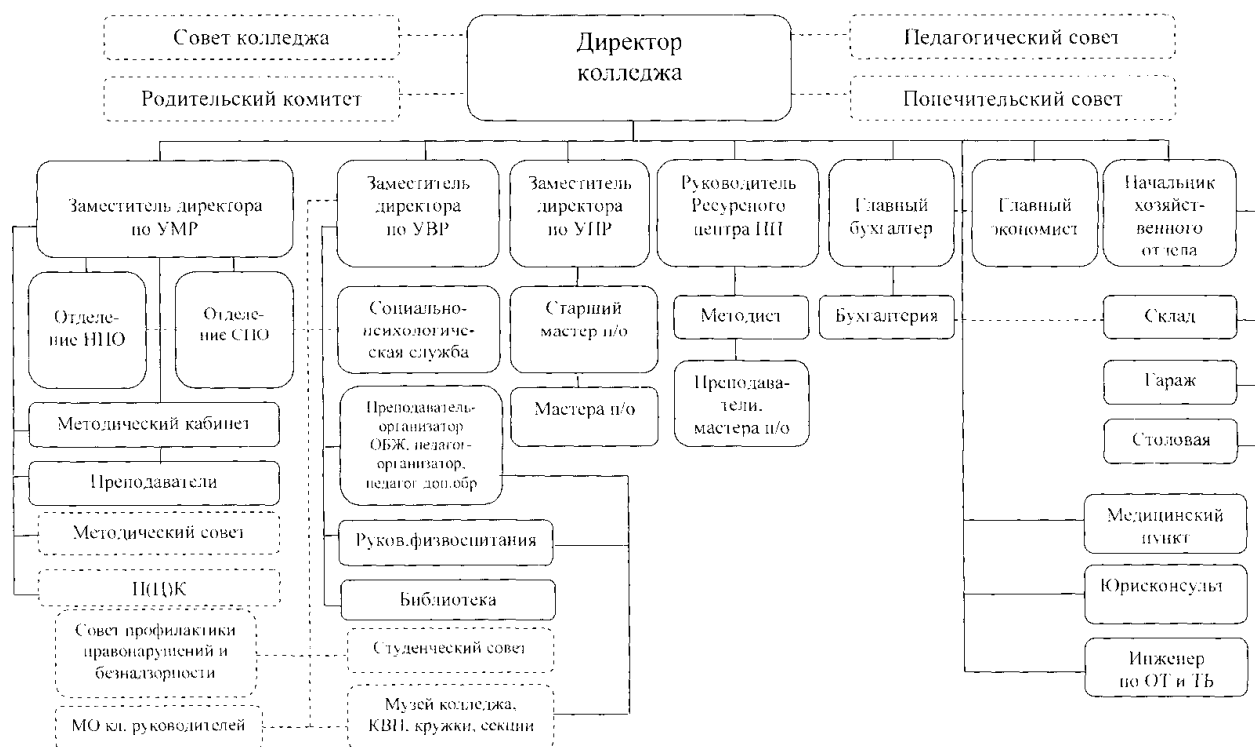 Совет колледжа
Директор
колледжа
Педагогический совет
Родительский комитет
Попечительский совет
Заместитель директора
по УМР
Заместитель
директора
по УВР
Заместитель
директора
по УПР
Руководитель
Ресурсного
центра ПП
Главный
бухгалтер
Главный
экономист
Начальник
хозяйст-
венного
отдела
Отделе-
ние НПО
Отделе-
ние СПО
Социально-
психологиче-
ская служба
Старший
мастер п/о
Методист
Бухгалтерия
Склад
Преподава-
тели,
мастера п/о
Гараж
Методический кабинет
Преподаватель-
организатор
ОБЖ, педагог-
организатор,
педагог доп.обр
Мастера п/о
Столовая
Преподаватели
Методический совет
Руков.физвоспитания
Медицинский
пункт
П(Ц)К
Библиотека
Юрисконсульт
Совет профилактики
правонарушений и
безнадзорности
Студенческий совет
Инженер
по ОТ и ТБ
МО кл. руководителей
Музей колледжа,
КВН, кружки, секции